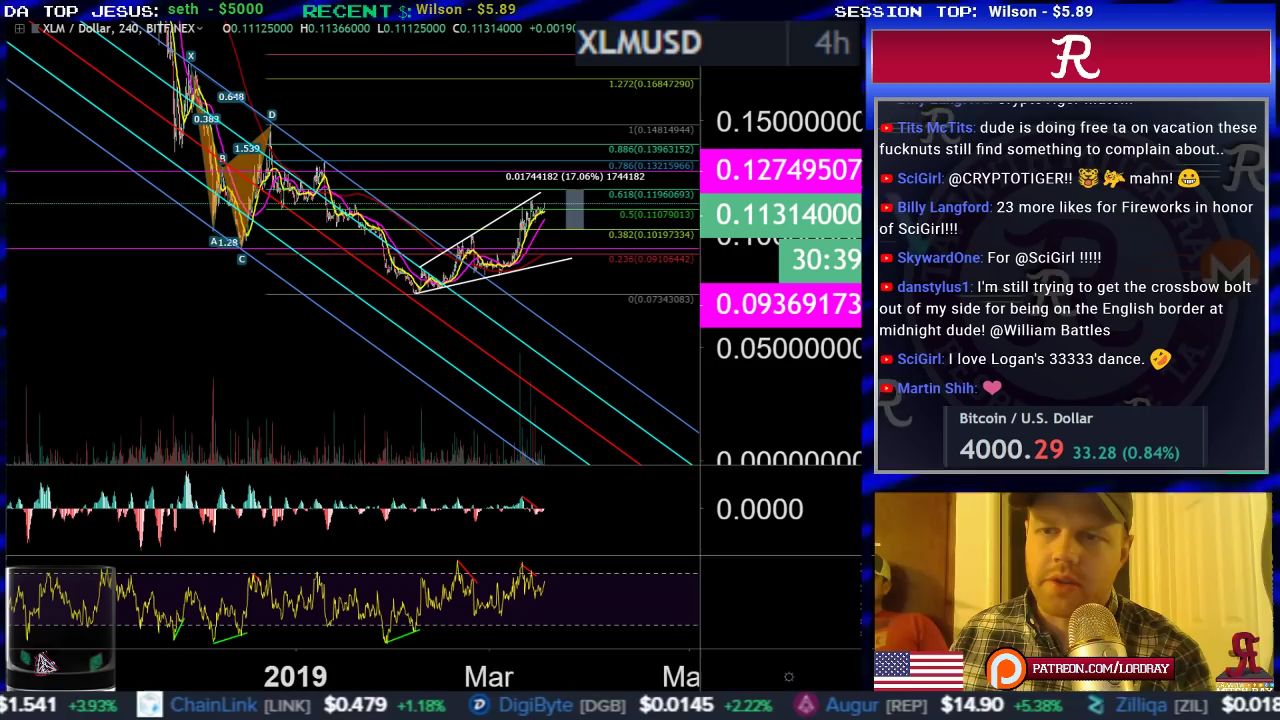 DA TOP JESUS: seth - $5000
RECENT $: Wilson - $5.89
SESSION TOP: Wilson - $5.89
XLM / Dollar, 240, BITFINEX
O0.11125000 H0.11366000 L0.11125000 C0.11314000
XLMUSD 4h
1.272(0.16847290)
1(0.14814944)
0.886(0.13963152)
0.786(0.13215966)
0.01744182 (17.06%) 1744182
0.618(0.11960693)
0.5(0.11079013)
0.382(0.10197334)
0.236(0.09106442)
0(0.07343083)
X
0.648
0.389
D
1.539
B
A
1.28
C
0.15000000
0.12749507
0.11314000
30:39
0.09369173
0.05000000
0.00000000
0.0000
2019
Mar
Ma
R
Tits McTits: dude is doing free ta on vacation these
fucknuts still find something to complain about..
SciGirl: @CRYPTOTIGER!! 🐯🐅 mahn! 😁
Billy Langford: 23 more likes for Fireworks in honor
of SciGirl!!!
SkywardOne: For @SciGirl !!!!!
danstylus1: I'm still trying to get the crossbow bolt
out of my side for being on the English border at
midnight dude! @William Battles
SciGirl: I love Logan's 33333 dance. 🤣
Martin Shih: ❤
Bitcoin / U.S. Dollar
4000.29 33.28 (0.84%)
PATREON.COM/LORDRAY
$1.541 +3.93% ChainLink [LINK] $0.479 +1.18% DigiByte [DGB] $0.0145 +2.22% Augur [REP] $14.90 +5.38% Zilliqa [ZIL] $0.018